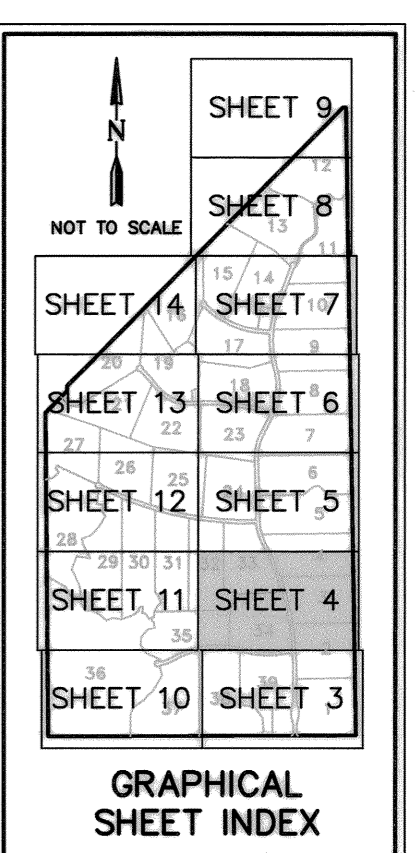 SHEET 9
N
12
NOT TO SCALE
SHEET 8
13
11
15
14
SHEET 14
SHEET 7
10
16
17
9
20
19
18
8
SHEET 13
SHEET 6
21
22
23
7
27
26
25
24
6
SHEET 12
SHEET 5
5
28
29
30
31
32
33
SHEET 11
SHEET 4
35
34
2
36
SHEET 10
SHEET 3
37
39
1
GRAPHICAL
SHEET INDEX